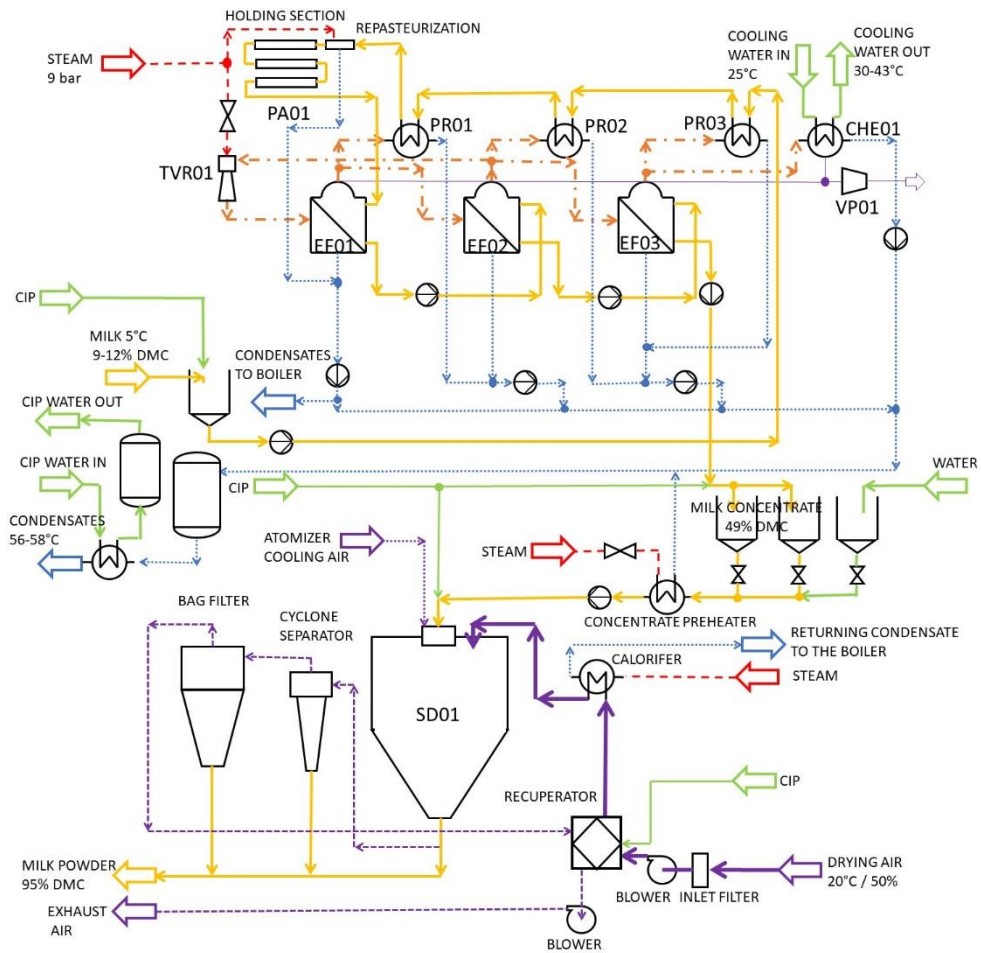 HOLDING SECTION
REPASTEURIZATION
STEAM
9 bar
COOLING
WATER IN
25°C
COOLING
WATER OUT
30-43°C
PA01
PR01
PR02
PR03
CHE01
TVR01
VP01
EF01
EF02
EF03
CIP
MILK 5°C
9-12% DMC
CONDENSATES
TO BOILER
CIP WATER OUT
CIP WATER IN
CIP
WATER
MILK CONCENTRATE
49% DMC
CONDENSATES
56-58°C
ATOMIZER
COOLING AIR
STEAM
BAG FILTER
CYCLONE
SEPARATOR
CONCENTRATE PREHEATER
RETURNING CONDENSATE
TO THE BOILER
CALORIFER
STEAM
SD01
RECUPERATOR
CIP
MILK POWDER
95% DMC
DRYING AIR
20°C / 50%
BLOWER
INLET FILTER
EXHAUST
AIR
BLOWER